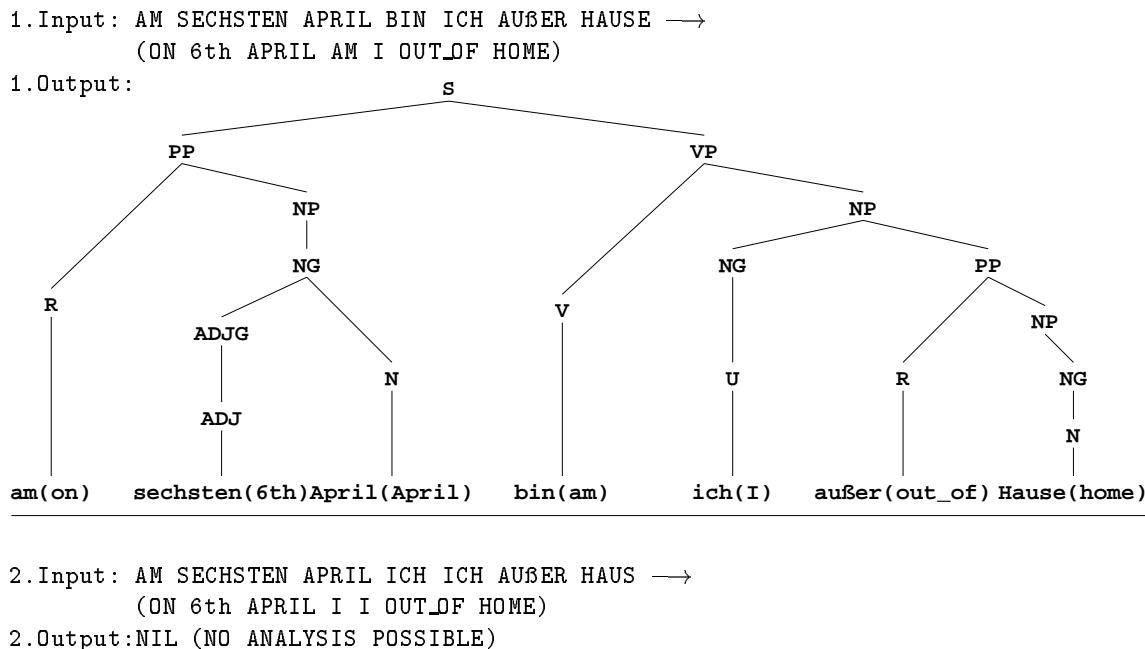 1.Input: AM SECHSTEN APRIL BIN ICH AUßER HAUSE →
(ON 6th APRIL AM I OUT_OF HOME)
1.Output:
S
PP VP
NP NP
NG NG PP
R V
ADJG NP
N U R NG
ADJ
N
am(on) sechsten(6th) April(April) bin(am) ich(I) außer(out_of) Hause(home)
2.Input: AM SECHSTEN APRIL ICH ICH AUßER HAUS →
(ON 6th APRIL I I OUT_OF HOME)
2.Output:NIL (NO ANALYSIS POSSIBLE)